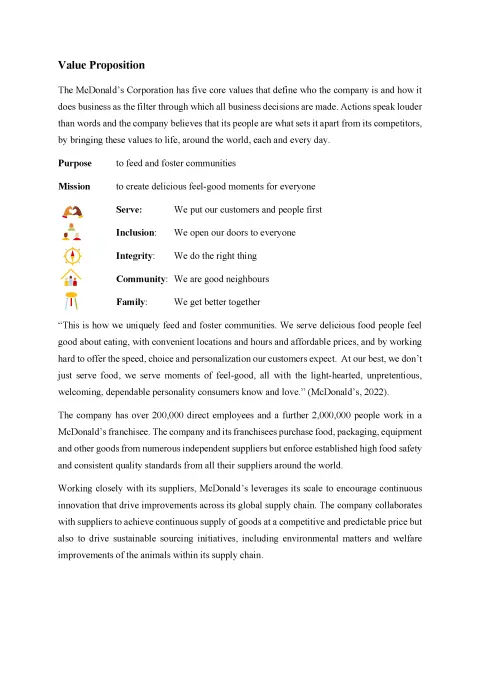 Value Proposition
The McDonald’s Corporation has five core values that define who the company is and how it
does business as the filter through which all business decisions are made. Actions speak louder
than words and the company believes that its people are what sets it apart from its competitors,
by bringing these values to life, around the world, each and every day.
Purpose to feed and foster communities
Mission to create delicious feel-good moments for everyone
Serve: We put our customers and people first
Inclusion: We open our doors to everyone
Integrity: We do the right thing
Community: We are good neighbours
Family: We get better together
“This is how we uniquely feed and foster communities. We serve delicious food people feel
good about eating, with convenient locations and hours and affordable prices, and by working
hard to offer the speed, choice and personalization our customers expect. At our best, we don’t
just serve food, we serve moments of feel-good, all with the light-hearted, unpretentious,
welcoming, dependable personality consumers know and love.” (McDonald’s, 2022).
The company has over 200,000 direct employees and a further 2,000,000 people work in a
McDonald’s franchisee. The company and its franchisees purchase food, packaging, equipment
and other goods from numerous independent suppliers but enforce established high food safety
and consistent quality standards from all their suppliers around the world.
Working closely with its suppliers, McDonald’s leverages its scale to encourage continuous
innovation that drive improvements across its global supply chain. The company collaborates
with suppliers to achieve continuous supply of goods at a competitive and predictable price but
also to drive sustainable sourcing initiatives, including environmental matters and welfare
improvements of the animals within its supply chain.